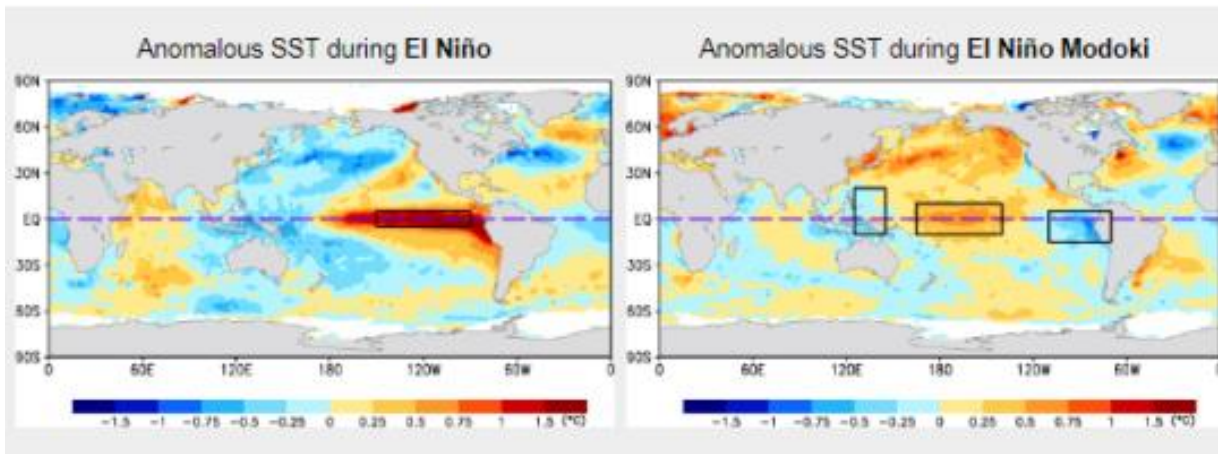 Anomalous SST during El Niño
Anomalous SST during El Niño Modoki
90N
60N
30N
EQ
30S
60S
90S
0 60E 120E 180 120W 60W 0
-1.5 -1 -0.75 -0.5 -0.25 0 0.25 0.5 0.75 1 1.5 (°C)
90N
60N
30N
EQ
30S
60S
90S
0 60E 120E 180 120W 60W 0
-1.5 -1 -0.75 -0.5 -0.25 0 0.25 0.5 0.75 1 1.5 (°C)